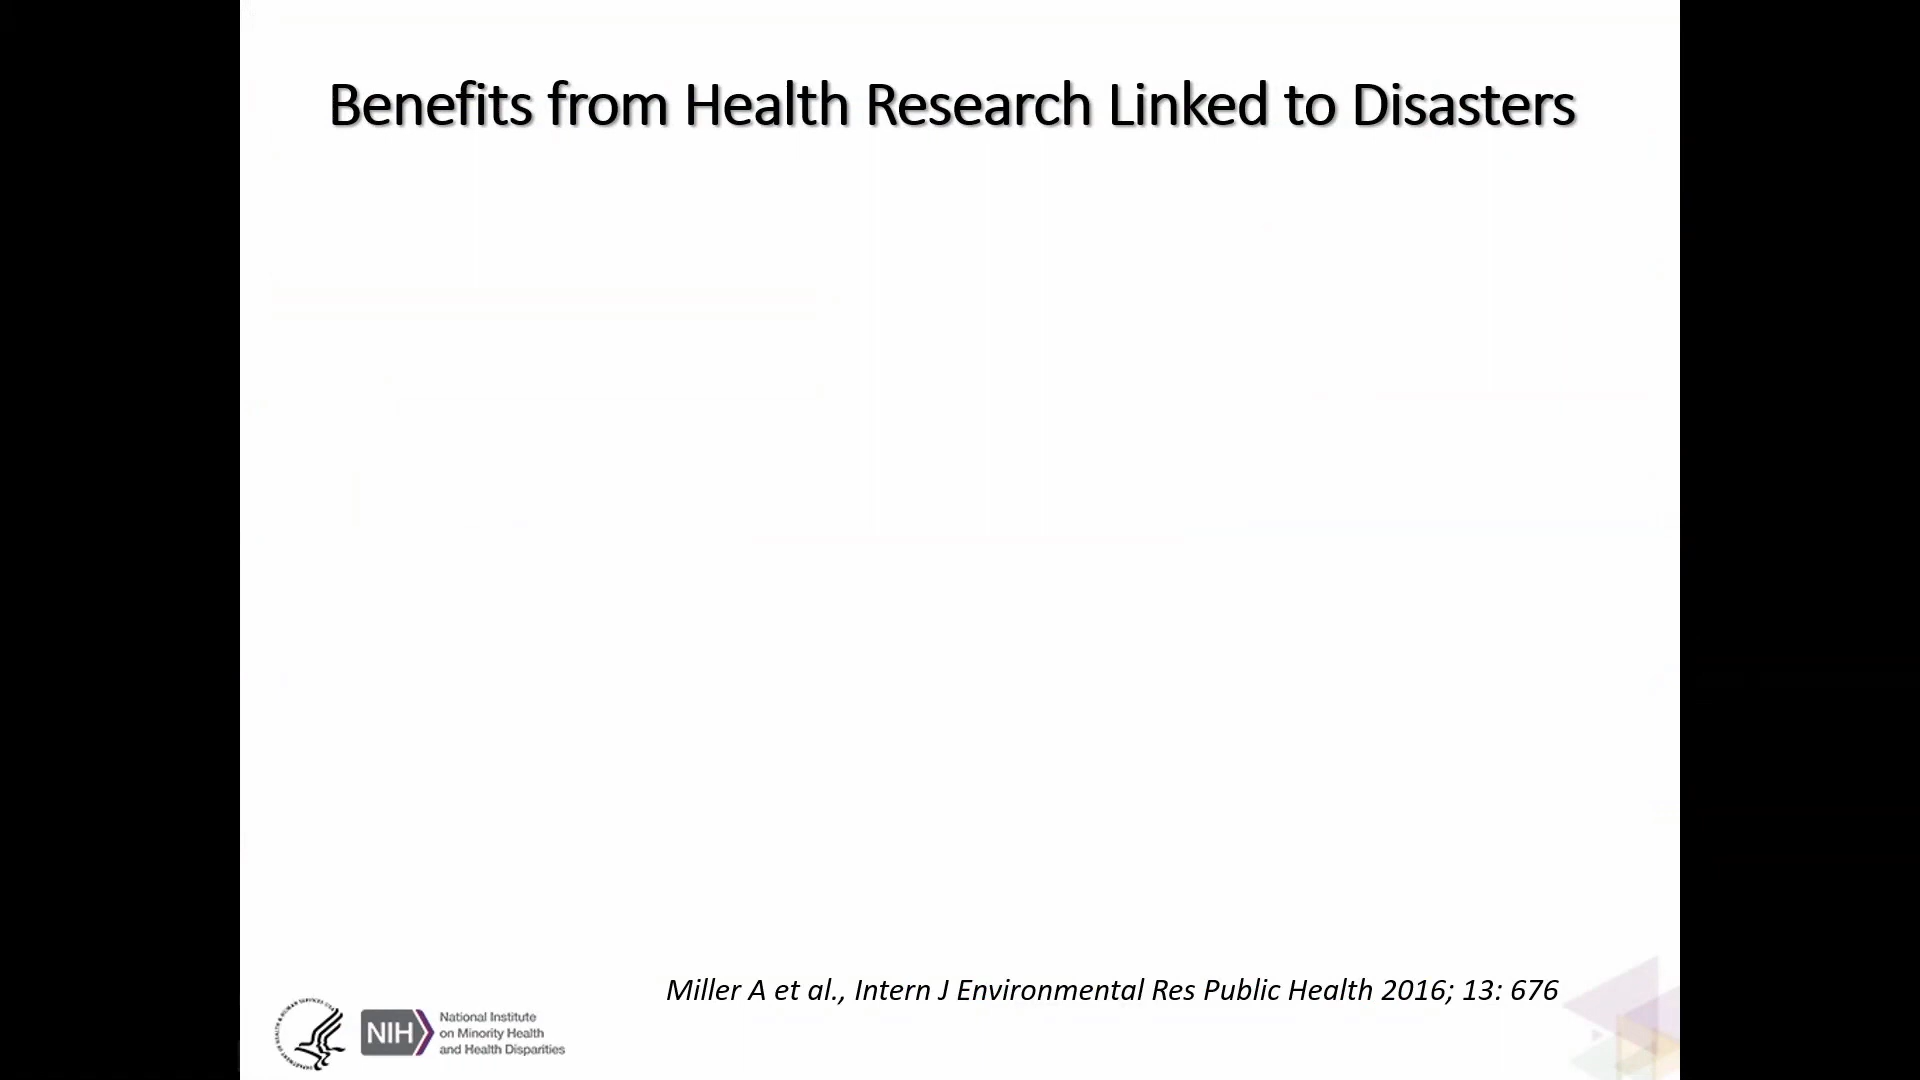 Benefits from Health Research Linked to Disasters
Miller A et al., Intern J Environmental Res Public Health 2016; 13: 676
NIH
National Institute
on Minority Health
and Health Disparities